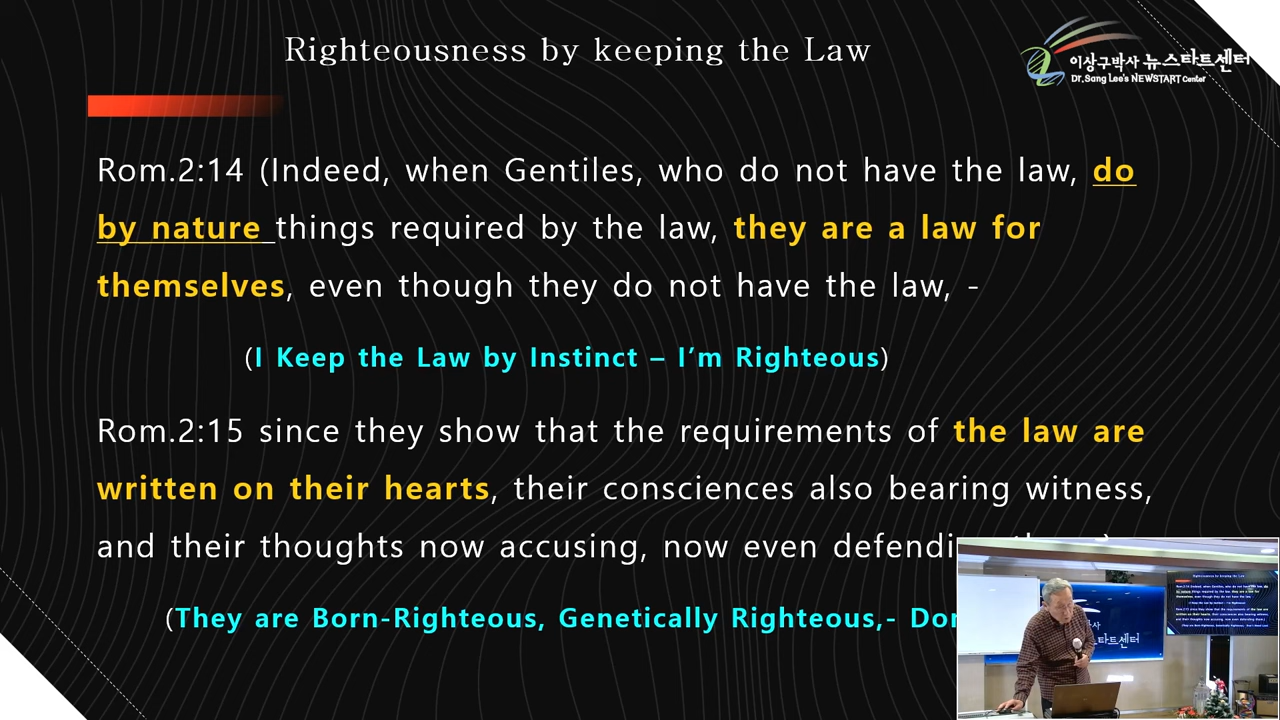 Righteousness by keeping the Law
이상구박사 뉴스타트센터
Dr. Sang Lee's NEWSTART Center
Rom.2:14 (Indeed, when Gentiles, who do not have the law, do
by nature things required by the law, they are a law for
themselves, even though they do not have the law, -
(I Keep the Law by Instinct – I’m Righteous)
Rom.2:15 since they show that the requirements of the law are
written on their hearts, their consciences also bearing witness,
and their thoughts now accusing, now even
(They are Born-Righteous, Genetically Righteous,-